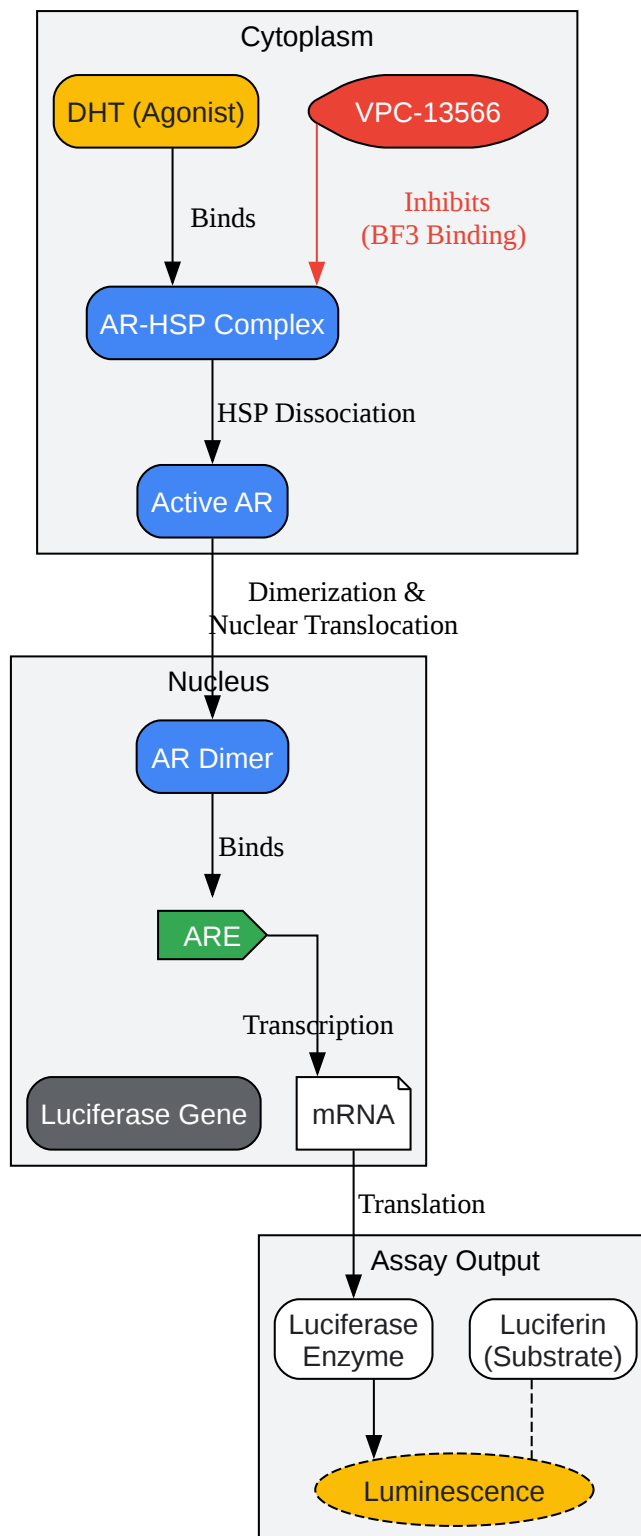 Cytoplasm
DHT (Agonist)
VPC-13566
Binds
Inhibits
(BF3 Binding)
AR-HSP Complex
HSP Dissociation
Active AR
Dimerization &
Nuclear Translocation
Nucleus
AR Dimer
Binds
ARE
Transcription
Luciferase Gene
mRNA
Translation
Assay Output
Luciferase
Enzyme
Luciferin
(Substrate)
Luminescence